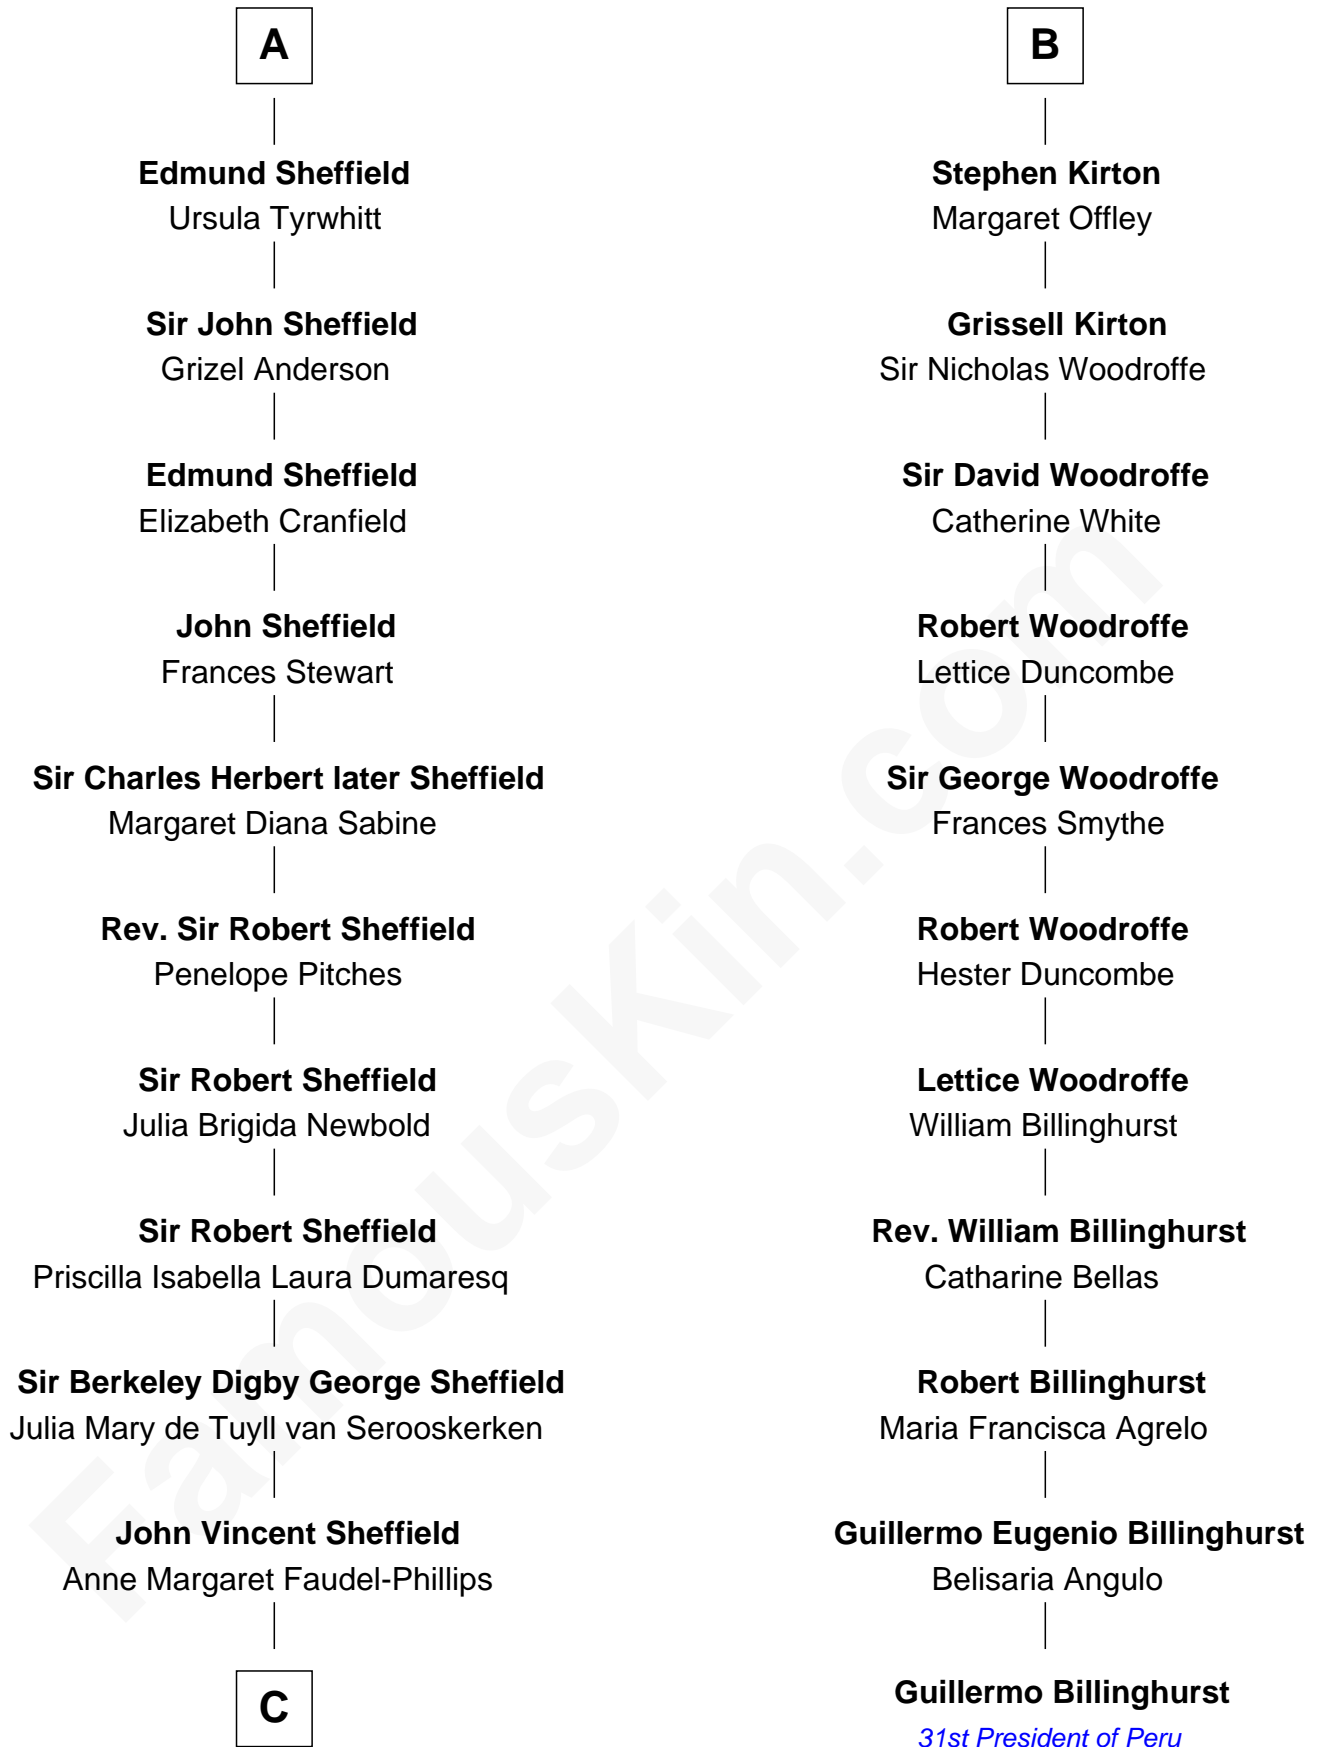 A
Edmund Sheffield
Ursula Tyrwhitt
Sir John Sheffield
Grizel Anderson
Edmund Sheffield
Elizabeth Cranfield
John Sheffield
Frances Stewart
Sir Charles Herbert later Sheffield
Margaret Diana Sabine
Rev. Sir Robert Sheffield
Penelope Pitches
Sir Robert Sheffield
Julia Brigida Newbold
Sir Robert Sheffield
Priscilla Isabella Laura Dumaresq
Sir Berkeley Digby George Sheffield
Julia Mary de Tuyll van Serooskerken
John Vincent Sheffield
Anne Margaret Faudel-Phillips
C
B
Stephen Kirton
Margaret Offley
Grissell Kirton
Sir Nicholas Woodroffe
Sir David Woodroffe
Catherine White
Robert Woodroffe
Lettice Duncombe
Sir George Woodroffe
Frances Smythe
Robert Woodroffe
Hester Duncombe
Lettice Woodroffe
William Billinghurst
Rev. William Billinghurst
Catharine Bellas
Robert Billinghurst
Maria Francisca Agrelo
Guillermo Eugenio Billinghurst
Belisaria Angulo
Guillermo Billinghurst
31st President of Peru
FamousKin.com